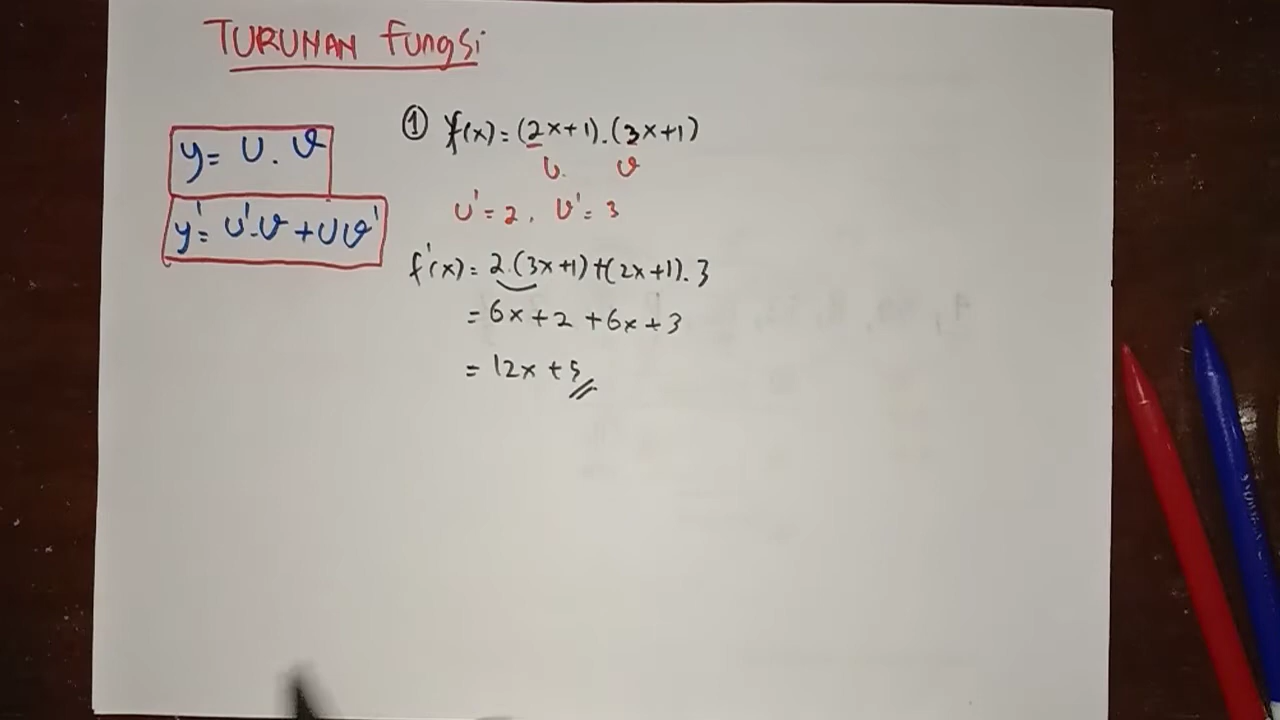 TURUNAN fungsi
y = U . V
y' = U'.V + UV'
① f(x) = (2x+1).(3x+1)
U. V
U' = 2, V' = 3
f'(x) = 2.(3x+1)+(2x+1).3
= 6x + 2 + 6x + 3
= 12x + 5